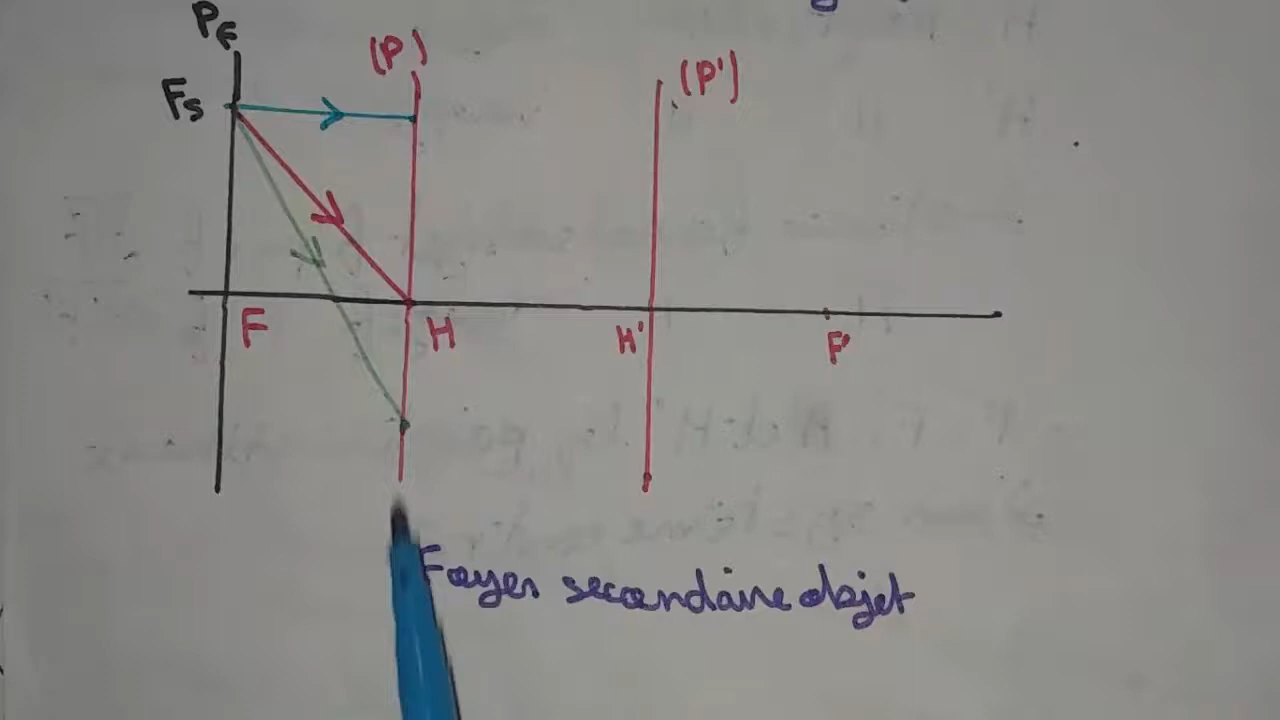 PF
(P)
(P')
Fs
F
H
H'
F'
Foyer secondaire objet